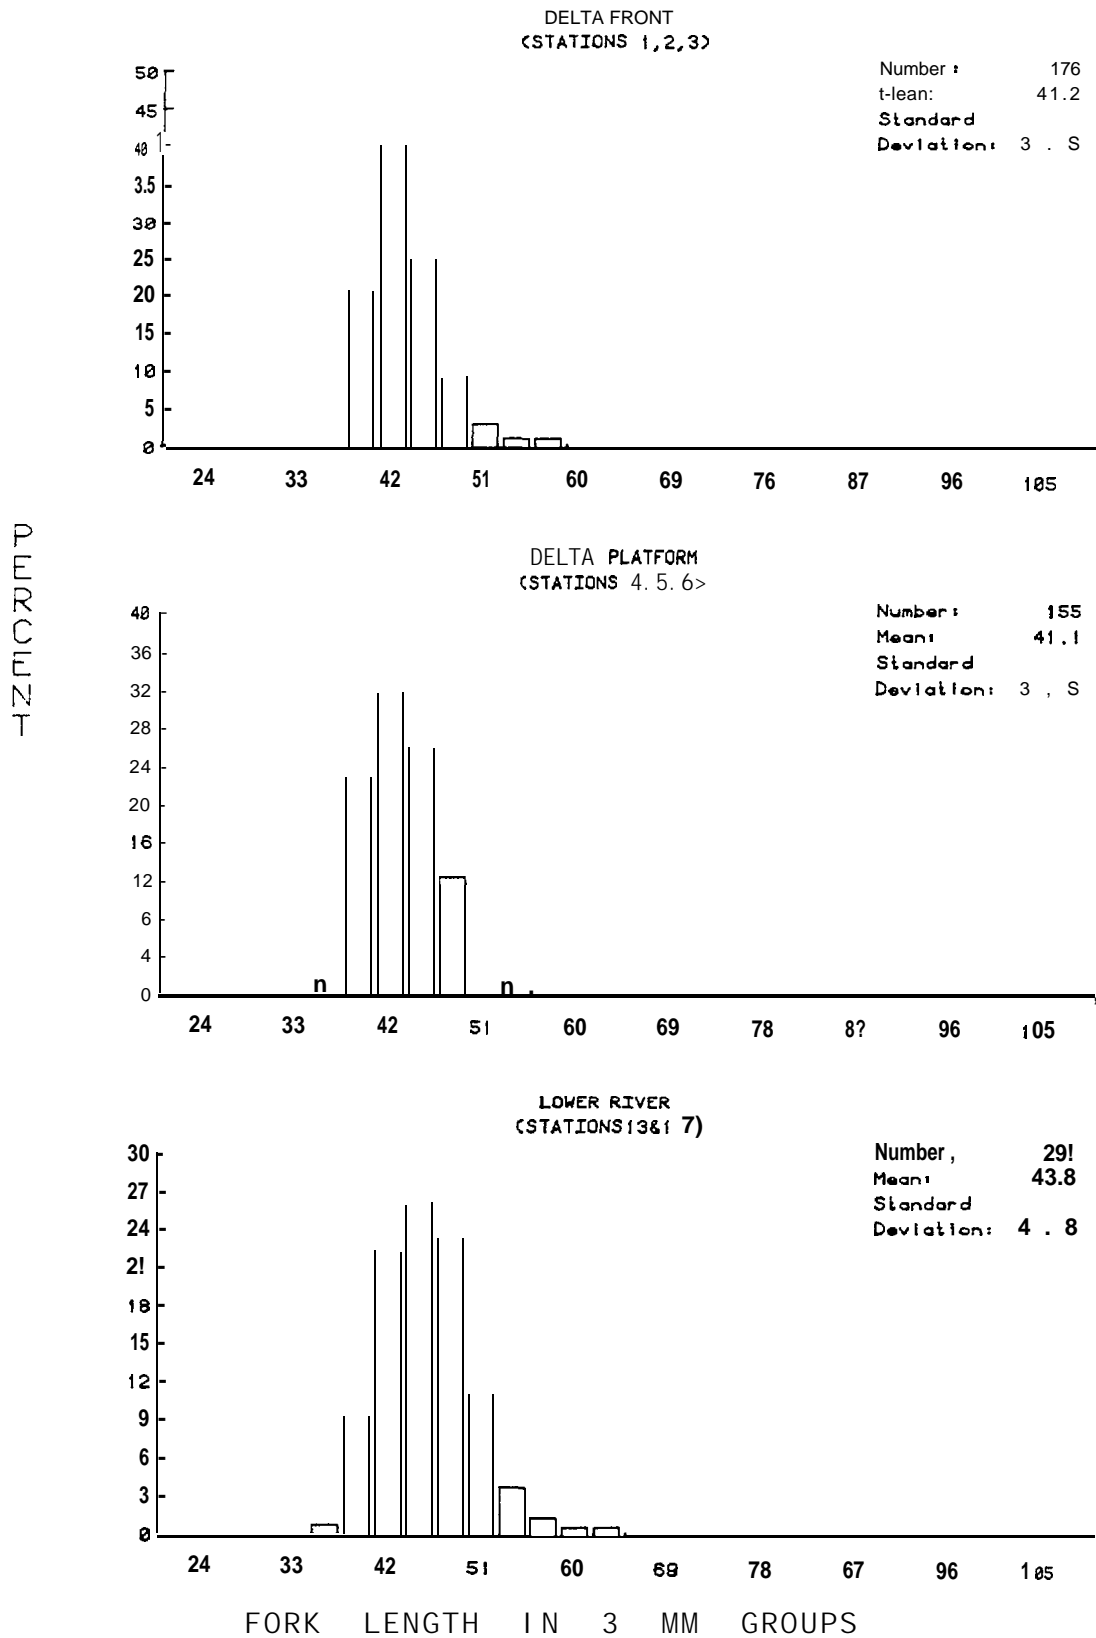 DELTA FRONT
(STATIONS 1,2,3)
Number : 176
t-lean: 41.2
Standard
Deviation: 3 . S
50
45
40
3.5
30
25
20
15
10
5
0
24 33 42 51 60 69 76 87 96 105
PERCENT
DELTA PLATFORM
(STATIONS 4.5.6>
Number: 155
Mean: 41.1
Standard
Deviation: 3 , S
40
36
32
28
24
20
16
12
6
4
0
n n .
24 33 42 51 60 69 78 8? 96 105
LOWER RIVER
(STATIONS 13&1 7)
Number , 29!
Mean: 43.8
Standard
Deviation: 4 . 8
30
27
24
2!
18
15
12
9
6
3
0
24 33 42 51 60 69 78 67 96 105
FORK LENGTH IN 3 MM GROUPS